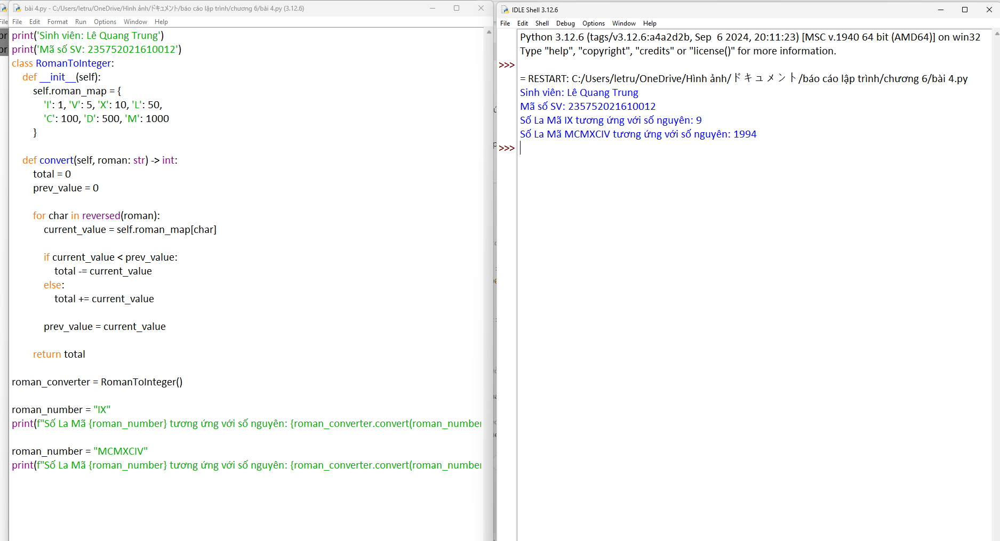 bài 4.py - C:/Users/letru/OneDrive/Hình ảnh/ドキュメント/báo cáo lập trình/chương 6/bài 4.py (3.12.6)
File Edit Format Run Options Window Help
print('Sinh viên: Lê Quang Trung')
print('Mã số SV: 235752021610012')
class RomanToInteger:
    def __init__(self):
        self.roman_map = {
            'I': 1, 'V': 5, 'X': 10, 'L': 50,
            'C': 100, 'D': 500, 'M': 1000
        }
    def convert(self, roman: str) -> int:
        total = 0
        prev_value = 0
        for char in reversed(roman):
            current_value = self.roman_map[char]
            if current_value < prev_value:
                total -= current_value
            else:
                total += current_value
            prev_value = current_value
        return total
roman_converter = RomanToInteger()
roman_number = "IX"
print(f"Số La Mã {roman_number} tương ứng với số nguyên: {roman_converter.convert(roman_number
roman_number = "MCMXCIV"
print(f"Số La Mã {roman_number} tương ứng với số nguyên: {roman_converter.convert(roman_number
IDLE Shell 3.12.6
File Edit Shell Debug Options Window Help
Python 3.12.6 (tags/v3.12.6:a4a2d2b, Sep  6 2024, 20:11:23) [MSC v.1940 64 bit (AMD64)] on win32
Type "help", "copyright", "credits" or "license()" for more information.
>>>
= RESTART: C:/Users/letru/OneDrive/Hình ảnh/ドキュメント/báo cáo lập trình/chương 6/bài 4.py
Sinh viên: Lê Quang Trung
Mã số SV: 235752021610012
Số La Mã IX tương ứng với số nguyên: 9
Số La Mã MCMXCIV tương ứng với số nguyên: 1994
>>>